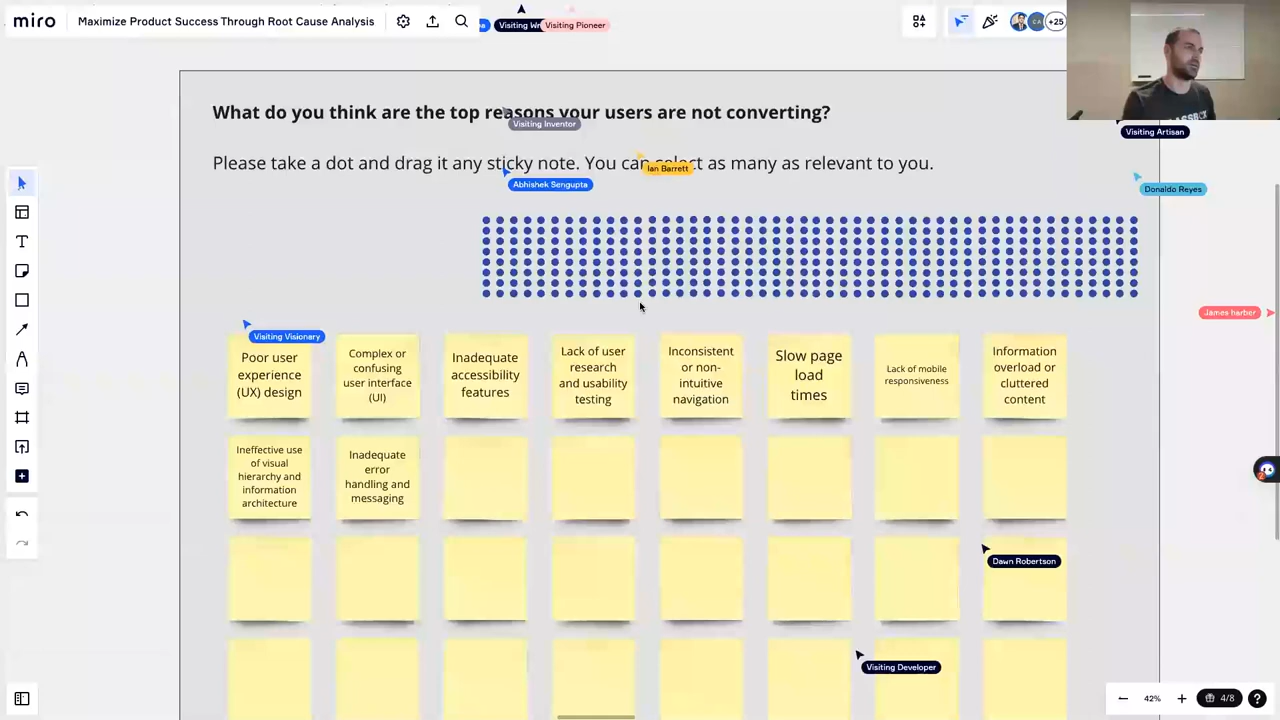 miro
Maximize Product Success Through Root Cause Analysis
Visiting Wr
Visiting Pioneer
CA
+25
What do you think are the top reasons your users are not converting?
Visiting Inventor
Visiting Artisan
Please take a dot and drag it any sticky note. You can select as many as relevant to you.
Ian Barrett
Abhishek Sengupta
Donaldo Reyes
James harber
Visiting Visionary
Poor user
experience
(UX) design
Complex or
confusing
user interface
(UI)
Inadequate
accessibility
features
Lack of user
research
and usability
testing
Inconsistent
or non-
intuitive
navigation
Slow page
load
times
Lack of mobile
responsiveness
Information
overload or
cluttered
content
Ineffective use
of visual
hierarchy and
information
architecture
Inadequate
error
handling and
messaging
Dawn Robertson
Visiting Developer
42%
4/8